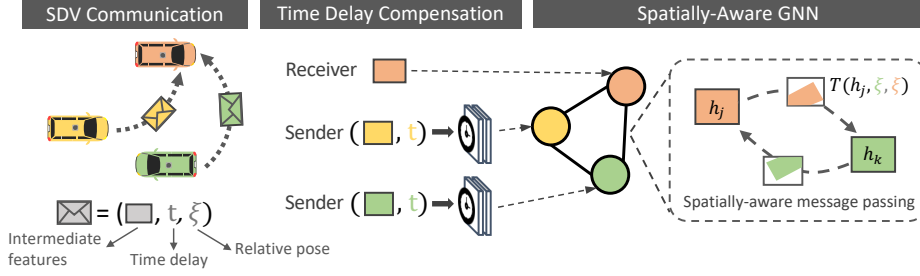 SDV Communication
Time Delay Compensation
Spatially-Aware GNN
Receiver
Sender ( , t)
Sender ( , t)
= ( , t, ξ)
Intermediate
features
Time delay
Relative pose
T(h_j, ξ, ξ)
h_j
h_k
Spatially-aware message passing